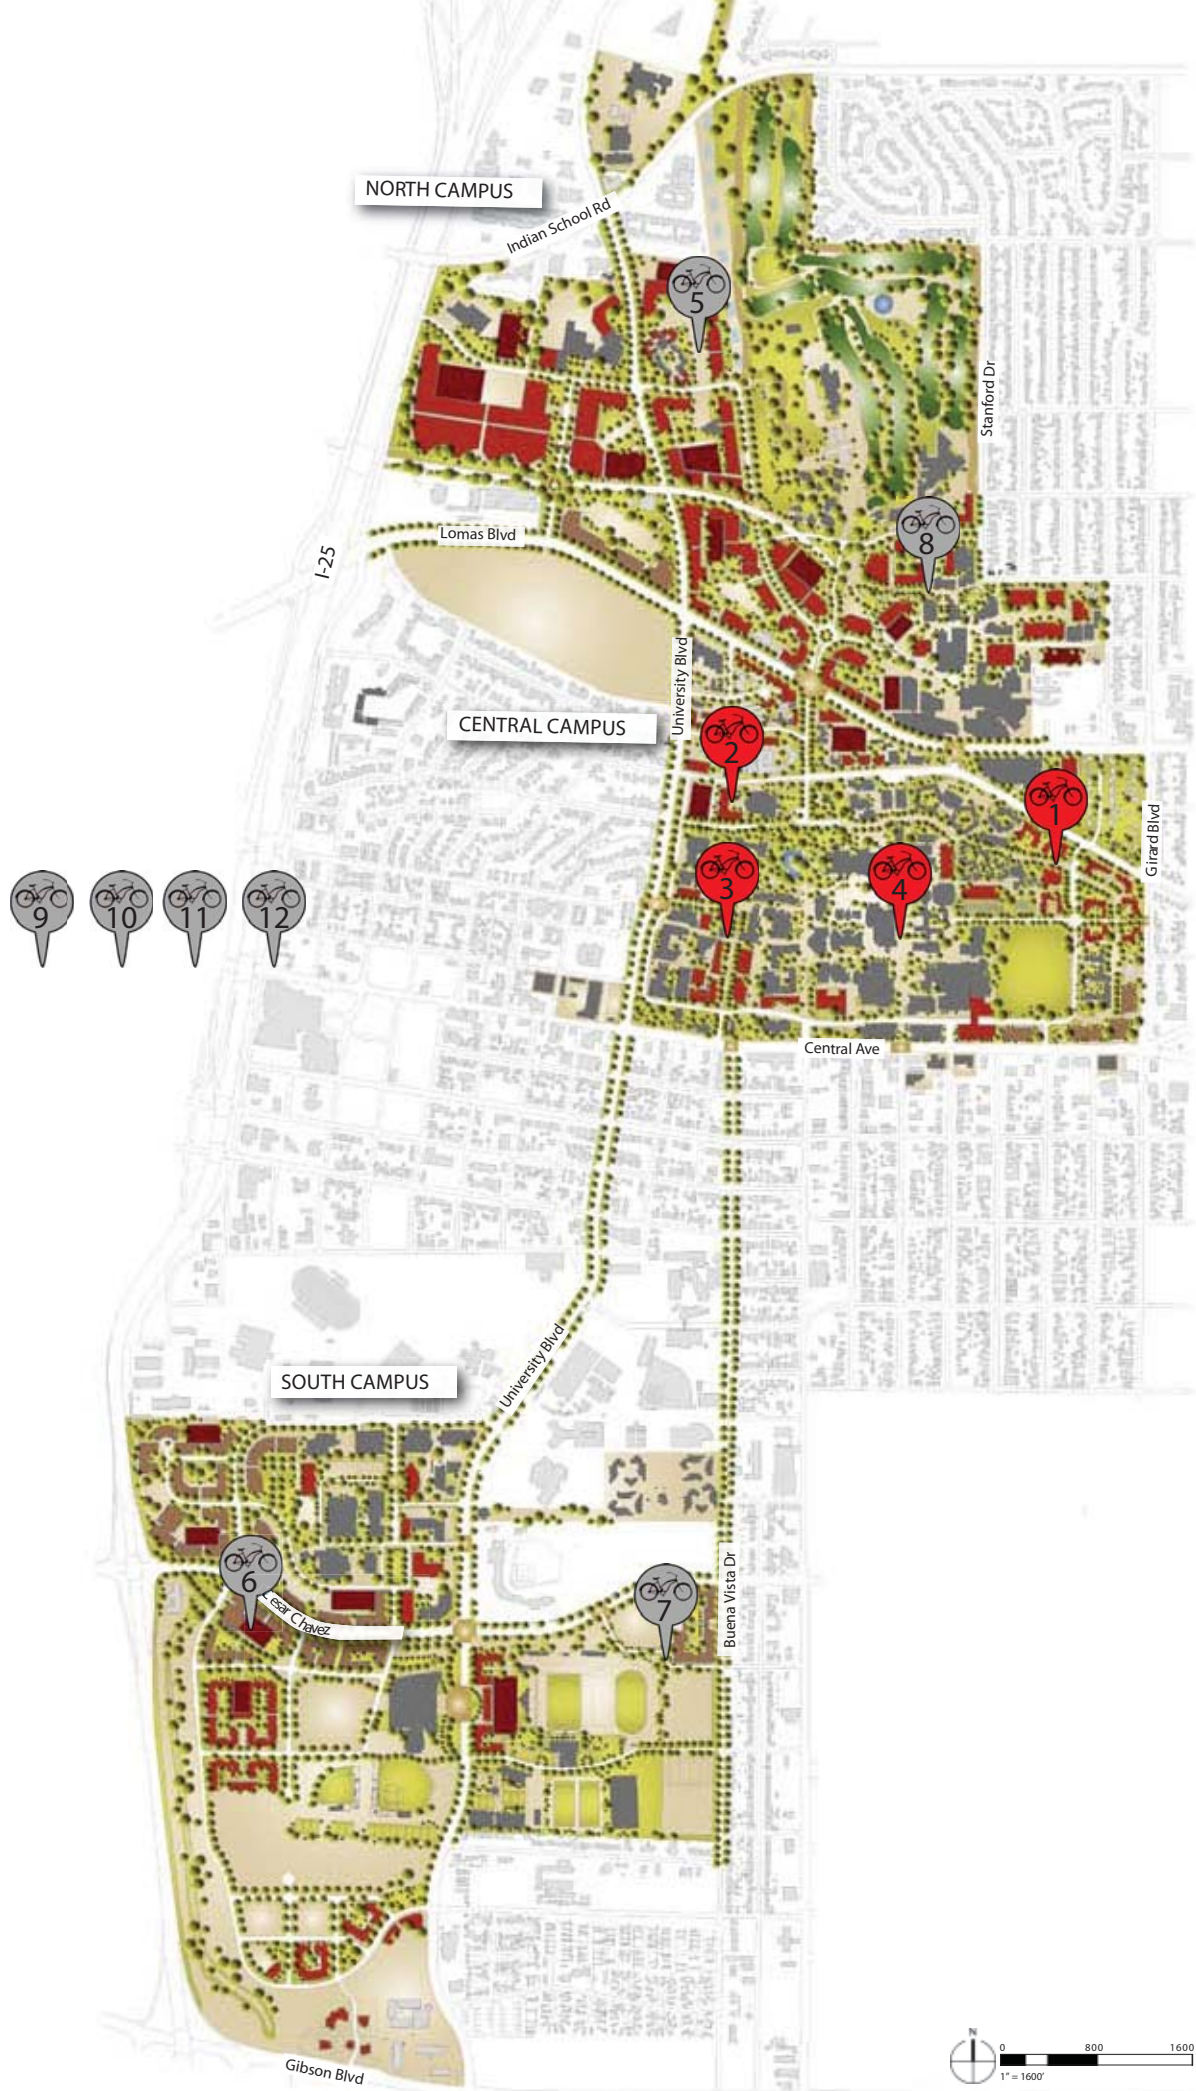 NORTH CAMPUS
Indian School Rd
5
Stanford Dr
8
Lomas Blvd
I-25
University Blvd
CENTRAL CAMPUS
2
1
Girard Blvd
3
4
9
10
11
12
Central Ave
University Blvd
SOUTH CAMPUS
6
esar Chavez
7
Buena Vista Dr
Gibson Blvd
N
0 800 1600
1" = 1600'